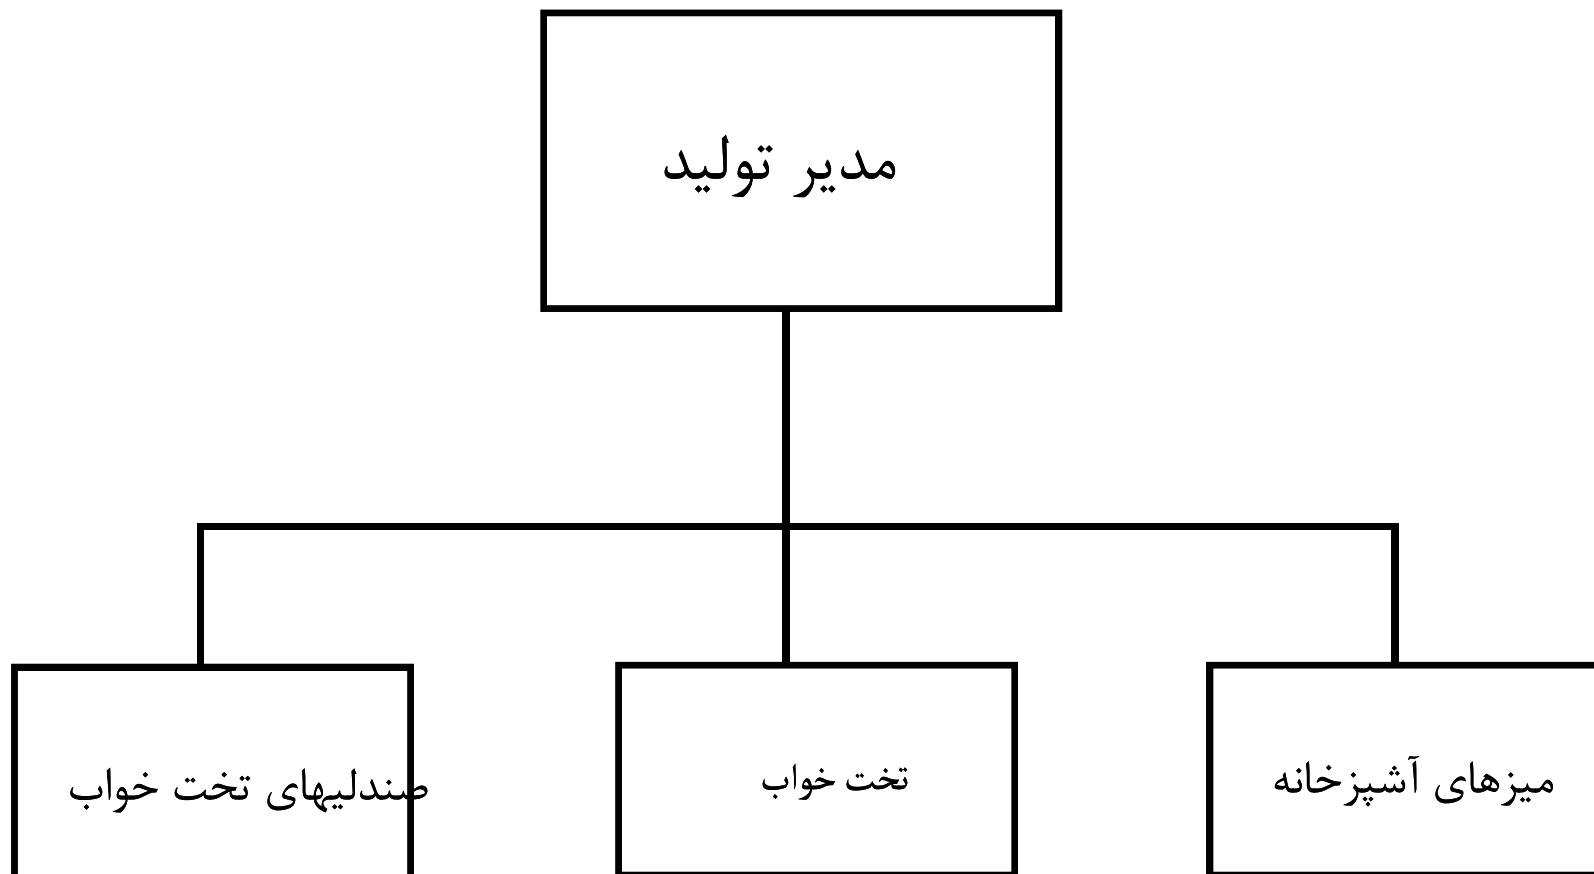 مدیر تولید
میزهای آشپزخانه
تخت خواب
صندلیهای تخت خواب